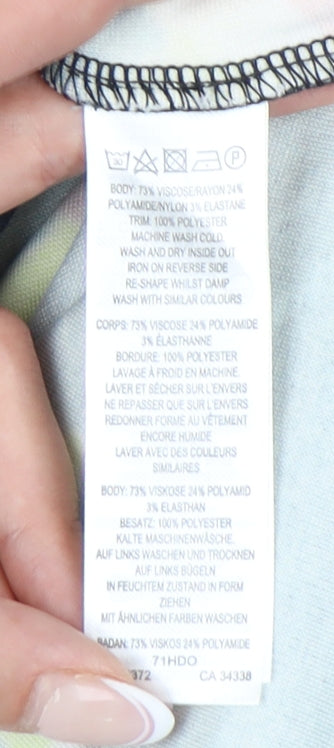 30 P
BODY: 73% VISCOSE/RAYON 24%
POLYAMIDE/NYLON 3% ELASTANE
TRIM: 100% POLYESTER
MACHINE WASH COLD
WASH AND DRY INSIDE OUT
IRON ON REVERSE SIDE
RE-SHAPE WHILST DAMP
WASH WITH SIMILAR COLOURS
CORPS: 73% VISCOSE 24% POLYAMIDE
3% ÉLASTHANNE
BORDURE: 100% POLYESTER
LAVAGE À FROID EN MACHINE.
LAVER ET SÉCHER SUR L'ENVERS
NE REPASSER QUE SUR L'ENVERS
REDONNER FORME AU VÊTEMENT
ENCORE HUMIDE
LAVER AVEC DES COULEURS
SIMILAIRES
BODY: 73% VISKOSE 24% POLYAMID
3% ELASTHAN
BESATZ: 100% POLYESTER
KALTE MASCHINENWÄSCHE.
AUF LINKS WASCHEN UND TROCKNEN
AUF LINKS BÜGELN
IN FEUCHTEM ZUSTAND IN FORM
ZIEHEN
MIT ÄHNLICHEN FARBEN WASCHEN
BADAN: 73% VISKOS 24% POLYAMIDE
71HDO
372 CA 34338